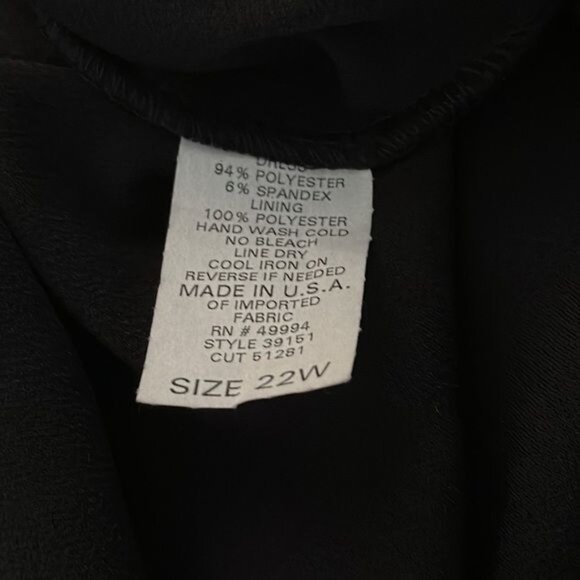 DRESS
94% POLYESTER
6% SPANDEX
LINING
100% POLYESTER
HAND WASH COLD
NO BLEACH
LINE DRY
COOL IRON ON
REVERSE IF NEEDED
MADE IN U.S.A.
OF IMPORTED
FABRIC
RN # 49994
STYLE 39151
CUT 51281
SIZE 22W